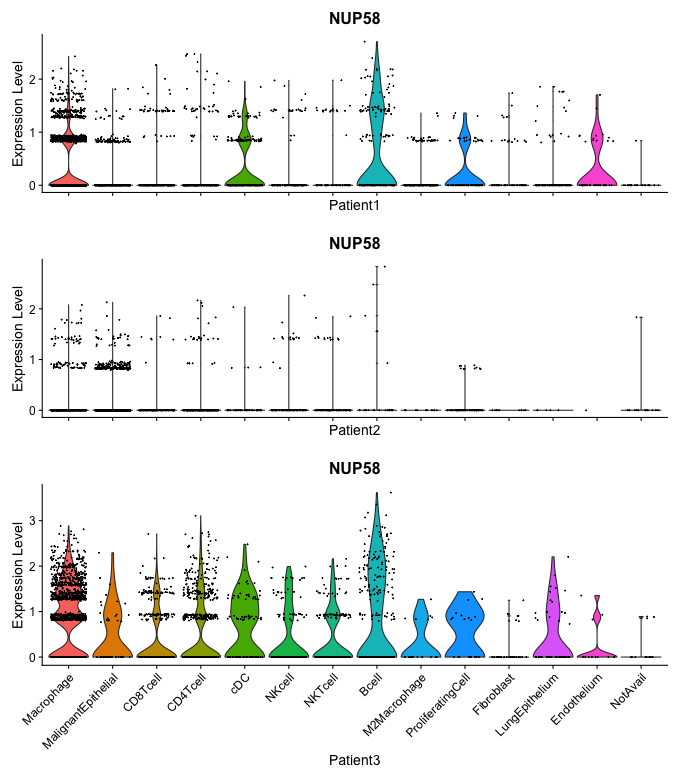 NUP58
Expression Level
2
1
0
Patient1
NUP58
Expression Level
2
1
0
Patient2
NUP58
Expression Level
3
2
1
0
Macrophage
MalignantEpithelial
CD8Tcell
CD4Tcell
cDC
NKcell
NKTcell
Bcell
M2Macrophage
ProliferatingCell
Fibroblast
LungEpithelium
Endothelium
NotAvail
Patient3